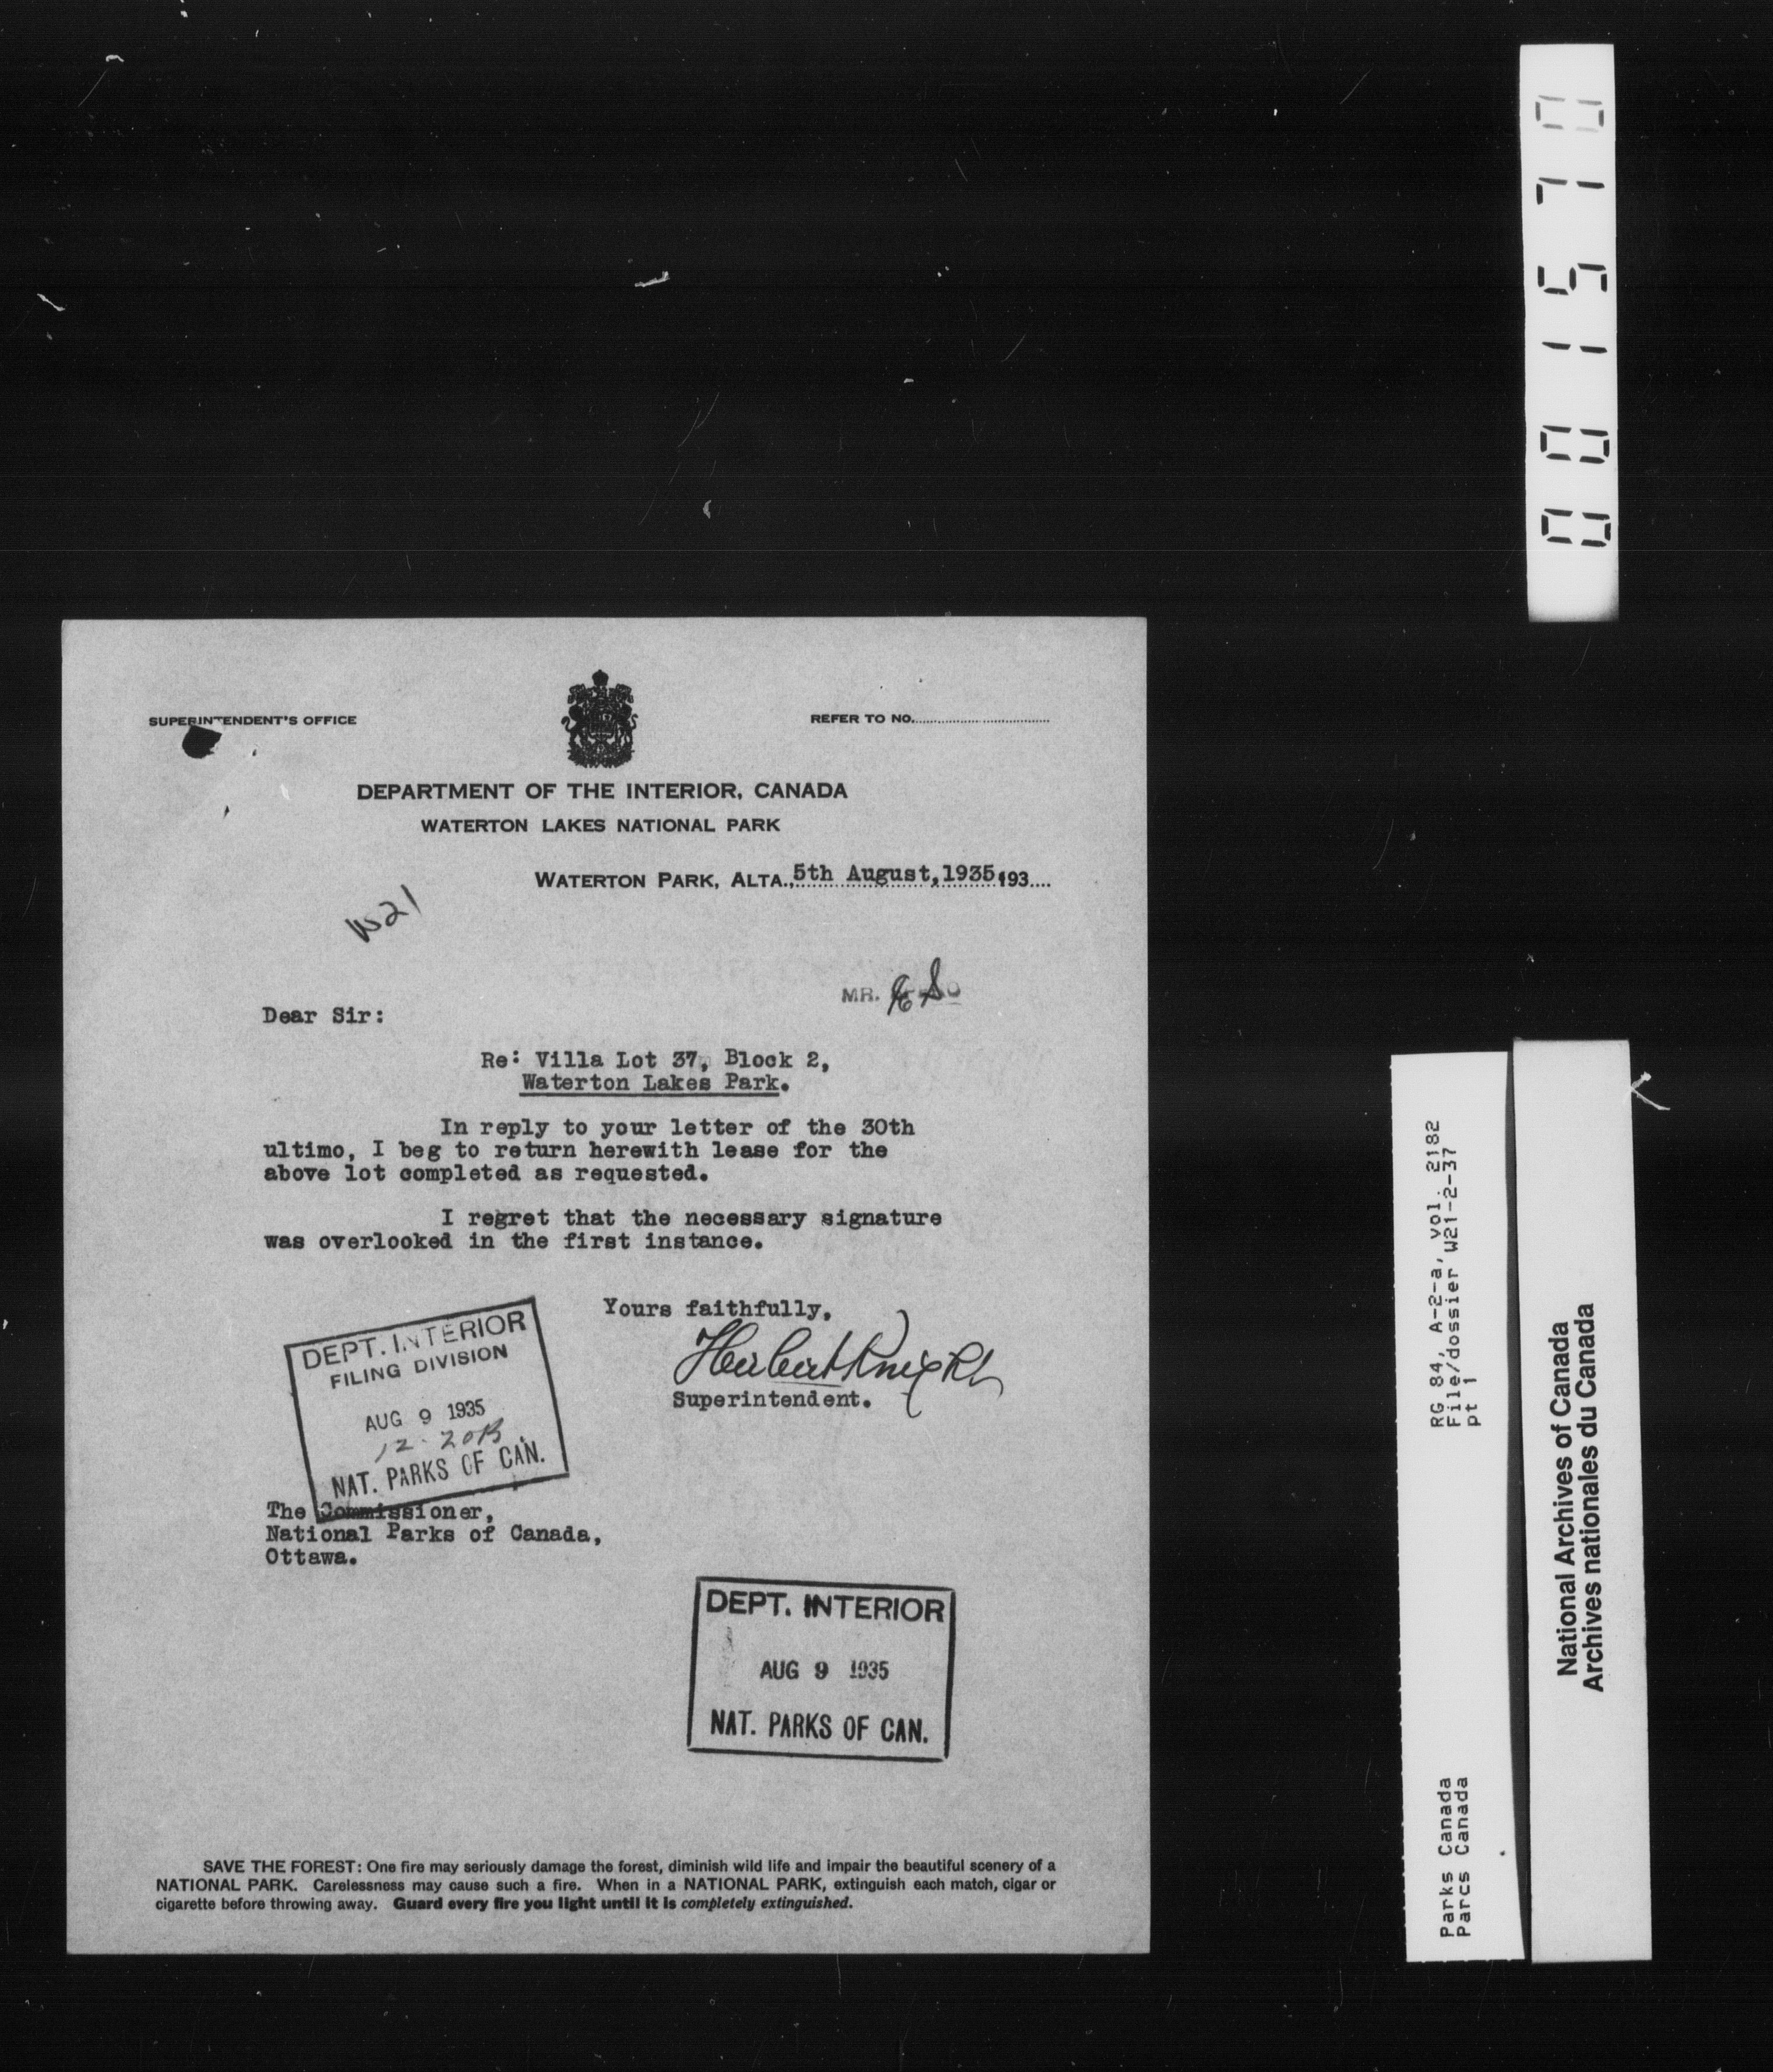 SUPERINTENDENT'S OFFICE
REFER TO NO.
DEPARTMENT OF THE INTERIOR, CANADA
WATERTON LAKES NATIONAL PARK
WATERTON PARK, ALTA., 5th August, 1935. 193
W21
MR.
Dear Sir:
Re: Villa Lot 37, Block 2,
Waterton Lakes Park.
In reply to your letter of the 30th
ultimo, I beg to return herewith lease for the
above lot completed as requested.
I regret that the necessary signature
was overlooked in the first instance.
Yours faithfully,
Herbert Knight
Superintendent.
DEPT. INTERIOR
FILING DIVISION
AUG 9 1935
NAT. PARKS OF CAN.
The Commissioner,
National Parks of Canada,
Ottawa.
DEPT. INTERIOR
AUG 9 1935
NAT. PARKS OF CAN.
SAVE THE FOREST: One fire may seriously damage the forest, diminish wild life and impair the beautiful scenery of a
NATIONAL PARK. Carelessness may cause such a fire. When in a NATIONAL PARK, extinguish each match, cigar or
cigarette before throwing away. Guard every fire you light until it is completely extinguished.
001570
RG 84, A-2-a, vol. 2182
File/dossier W21-2-37
pt 1
Parks Canada
Parcs Canada
National Archives of Canada
Archives nationales du Canada